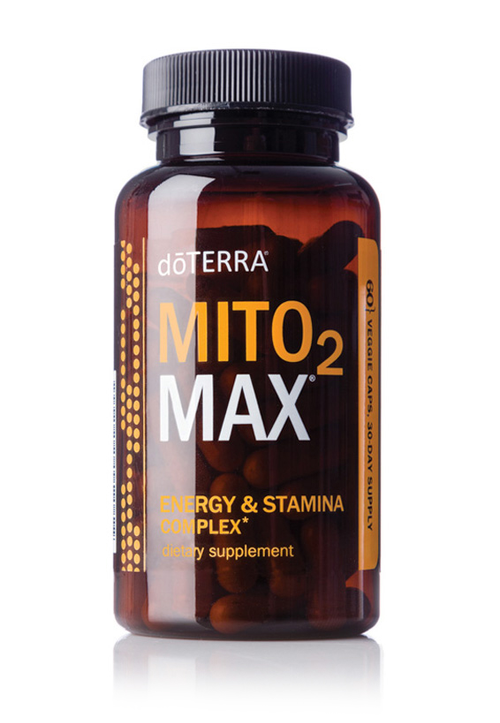 dōTERRA®
MITO2
MAX®
ENERGY & STAMINA
COMPLEX*
dietary supplement
60} VEGGIE CAPS, 30-DAY SUPPLY